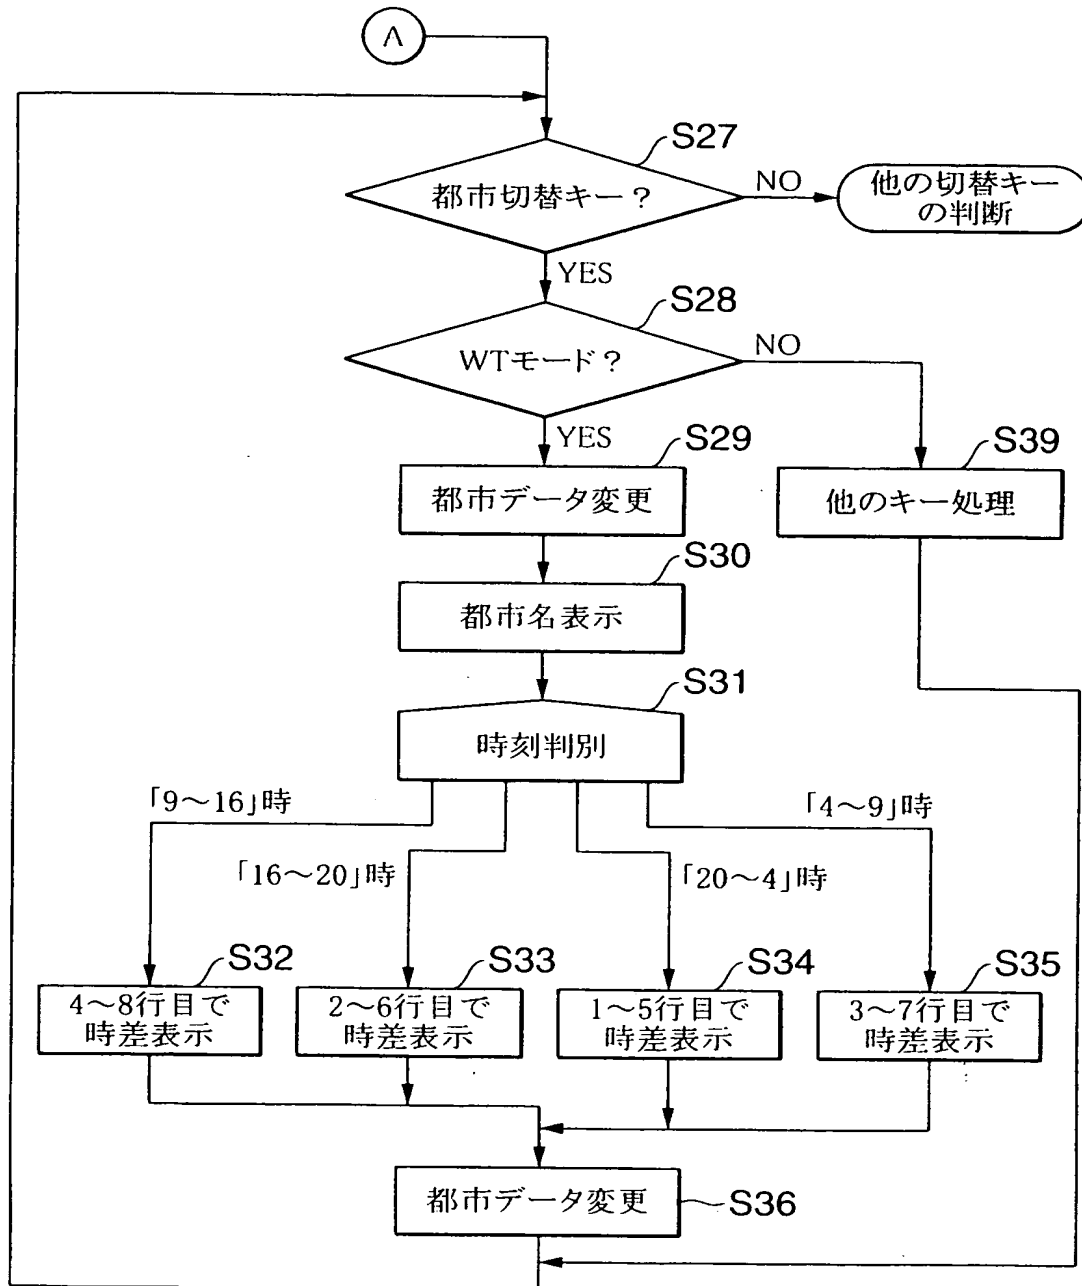 A
S27
都市切替キー?
NO
他の切替キー
の判断
YES
S28
WTモード?
NO
YES
S29
都市データ変更
S39
他のキー処理
S30
都市名表示
S31
時刻判別
「9～16」時
「4～9」時
「16～20」時
「20～4」時
S32
4～8行目で
時差表示
S33
2～6行目で
時差表示
S34
1～5行目で
時差表示
S35
3～7行目で
時差表示
都市データ変更
S36